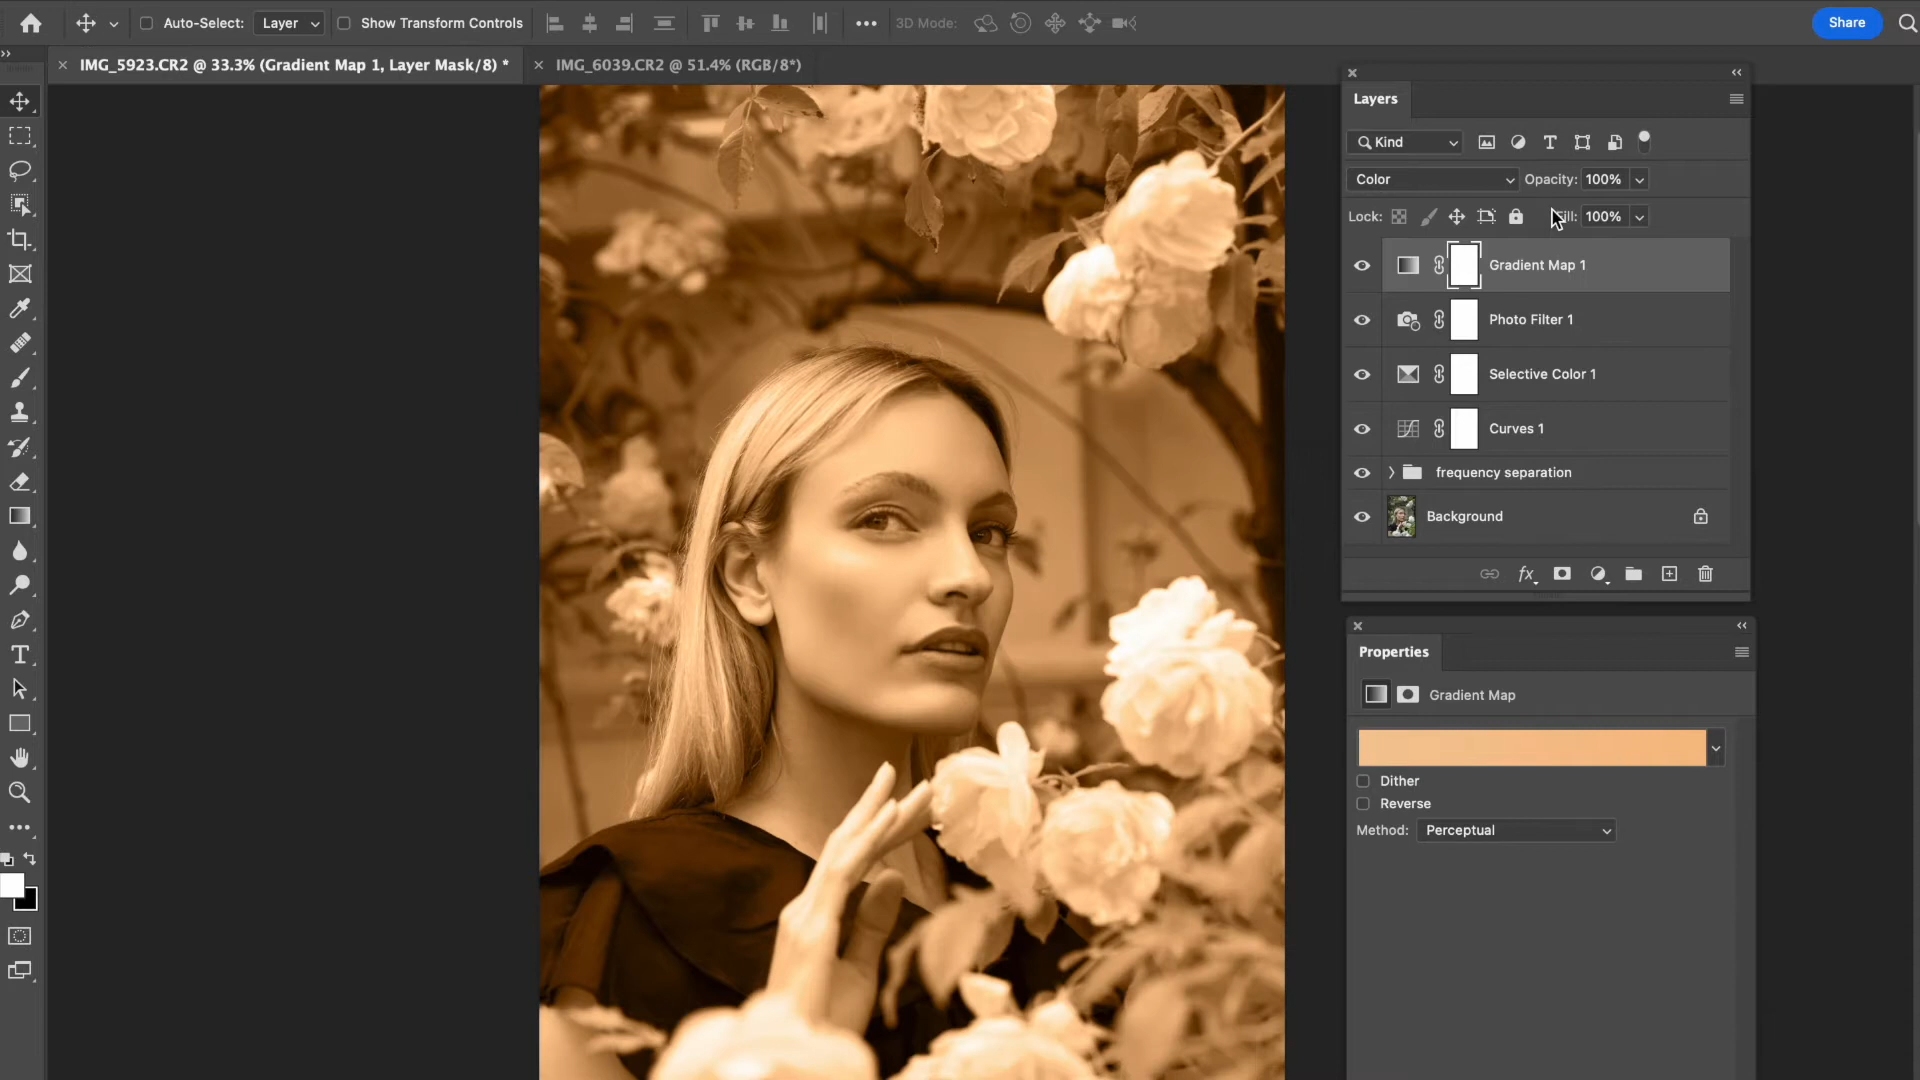 Auto-Select: Layer Show Transform Controls 3D Mode: Share
IMG_5923.CR2 @ 33.3% (Gradient Map 1, Layer Mask/8) * IMG_6039.CR2 @ 51.4% (RGB/8*)
Layers
Kind
Color Opacity: 100%
Lock: 100%
Gradient Map 1
Photo Filter 1
Selective Color 1
Curves 1
frequency separation
Background
fx
Properties
Gradient Map
Dither
Reverse
Method: Perceptual